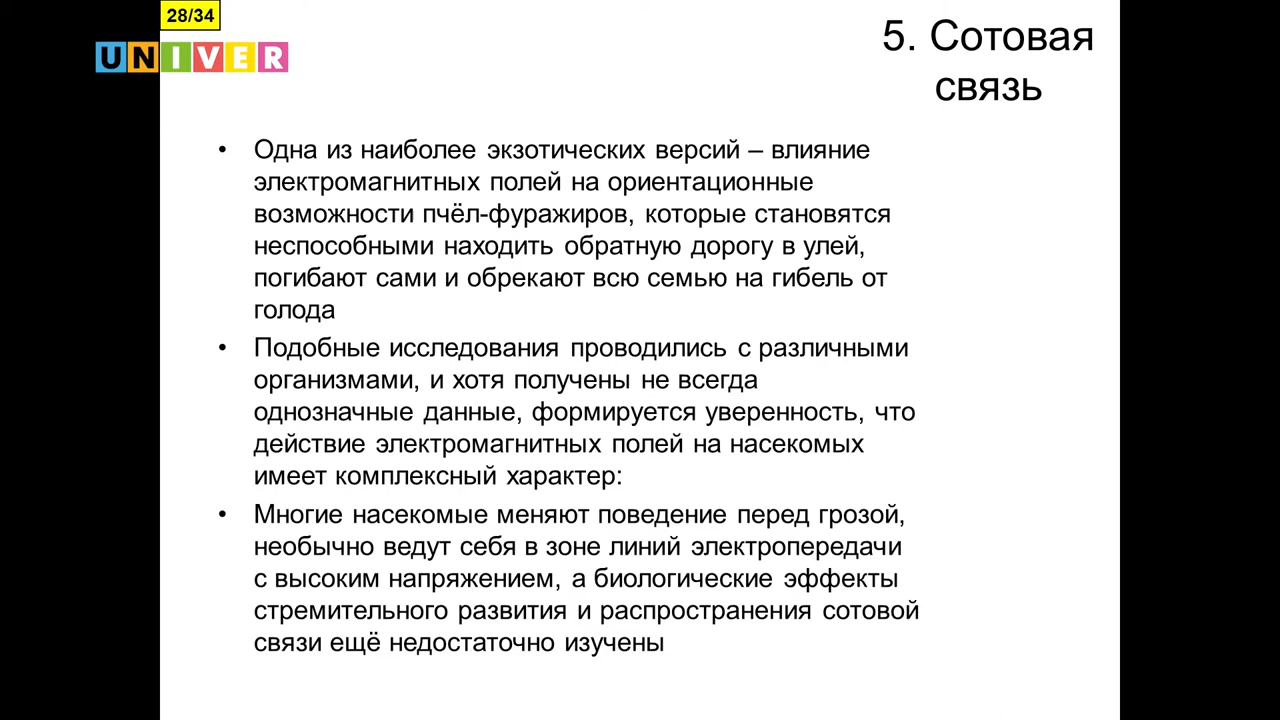 28/34
UNIVER
5. Сотовая
связь
• Одна из наиболее экзотических версий – влияние
электромагнитных полей на ориентационные
возможности пчёл-фуражиров, которые становятся
неспособными находить обратную дорогу в улей,
погибают сами и обрекают всю семью на гибель от
голода
• Подобные исследования проводились с различными
организмами, и хотя получены не всегда
однозначные данные, формируется уверенность, что
действие электромагнитных полей на насекомых
имеет комплексный характер:
• Многие насекомые меняют поведение перед грозой,
необычно ведут себя в зоне линий электропередачи
с высоким напряжением, а биологические эффекты
стремительного развития и распространения сотовой
связи ещё недостаточно изучены